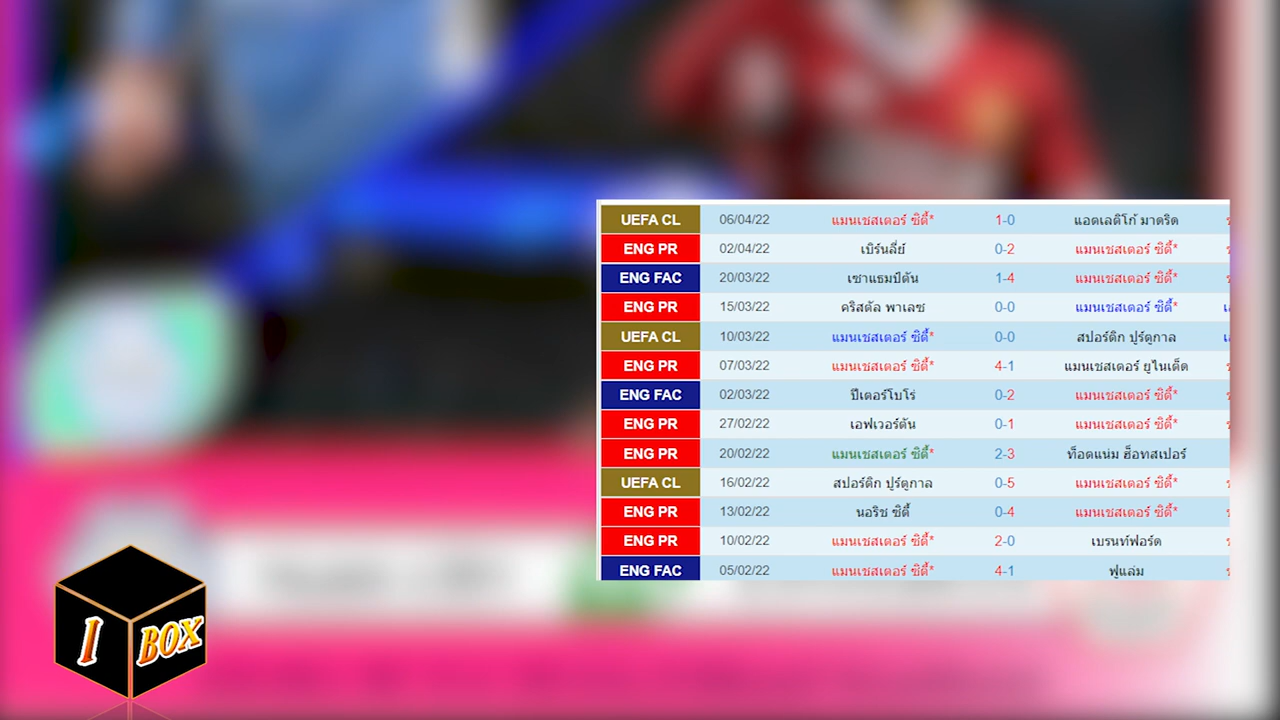 UEFA CL 06/04/22 แมนเชสเตอร์ ซิตี้* 1-0 แอตเลติโก้ มาดริด
ENG PR 02/04/22 เบิร์นลี่ย์ 0-2 แมนเชสเตอร์ ซิตี้*
ENG FAC 20/03/22 เซาแธมป์ตัน 1-4 แมนเชสเตอร์ ซิตี้*
ENG PR 15/03/22 คริสตัล พาเลซ 0-0 แมนเชสเตอร์ ซิตี้*
UEFA CL 10/03/22 แมนเชสเตอร์ ซิตี้* 0-0 สปอร์ติก ปูร์ตูกาล
ENG PR 07/03/22 แมนเชสเตอร์ ซิตี้* 4-1 แมนเชสเตอร์ ยูไนเต็ด
ENG FAC 02/03/22 ปีเตอร์โบโร่ 0-2 แมนเชสเตอร์ ซิตี้*
ENG PR 27/02/22 เอฟเวอร์ตัน 0-1 แมนเชสเตอร์ ซิตี้*
ENG PR 20/02/22 แมนเชสเตอร์ ซิตี้* 2-3 ท็อตแน่ม ฮ็อทสเปอร์
UEFA CL 16/02/22 สปอร์ติก ปูร์ตูกาล 0-5 แมนเชสเตอร์ ซิตี้*
ENG PR 13/02/22 นอริช ซิตี้ 0-4 แมนเชสเตอร์ ซิตี้*
ENG PR 10/02/22 แมนเชสเตอร์ ซิตี้* 2-0 เบรนท์ฟอร์ด
ENG FAC 05/02/22 แมนเชสเตอร์ ซิตี้* 4-1 ฟูแล่ม
I BOX